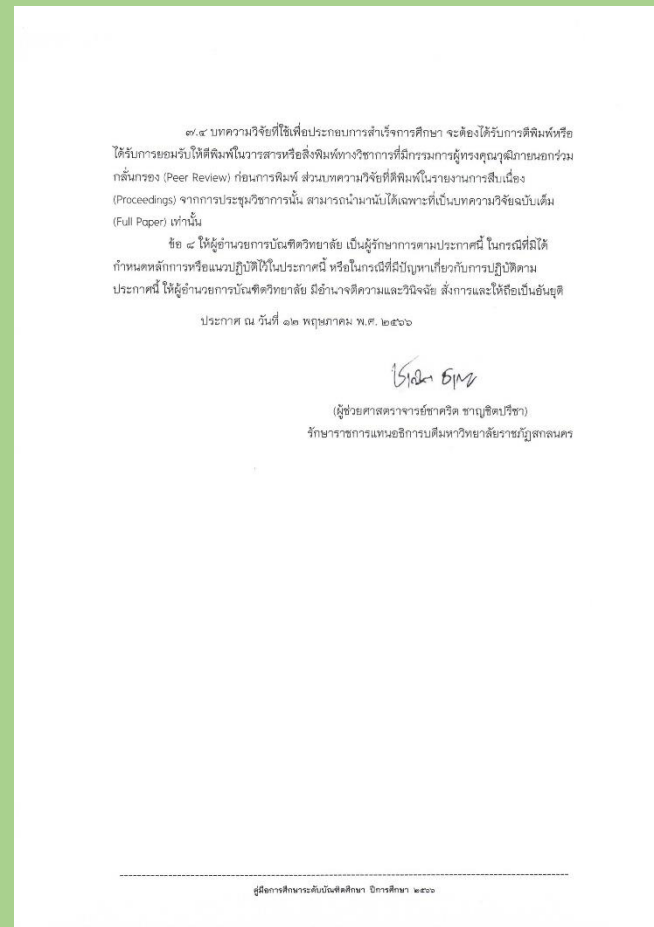 ๗.๔ บทความวิจัยที่ใช้เพื่อประกอบการสำเร็จการศึกษา จะต้องได้รับการตีพิมพ์หรือ
ได้รับการยอมรับให้ตีพิมพ์ในวารสารหรือสิ่งพิมพ์ทางวิชาการที่มีกรรมการผู้ทรงคุณวุฒิภายนอกร่วม
กลั่นกรอง (Peer Review) ก่อนการพิมพ์ ส่วนบทความวิจัยที่ตีพิมพ์ในรายงานการสืบเนื่อง
(Proceedings) จากการประชุมวิชาการนั้น สามารถนำมานับได้เฉพาะที่เป็นบทความวิจัยฉบับเต็ม
(Full Paper) เท่านั้น
ข้อ ๘ ให้ผู้อำนวยการบัณฑิตวิทยาลัย เป็นผู้รักษาการตามประกาศนี้ ในกรณีที่มิได้
กำหนดหลักการหรือแนวปฏิบัติไว้ในประกาศนี้ หรือในกรณีที่มีปัญหาเกี่ยวกับการปฏิบัติตาม
ประกาศนี้ ให้ผู้อำนวยการบัณฑิตวิทยาลัย มีอำนาจตีความและวินิจฉัย สั่งการและให้ถือเป็นอันยุติ
ประกาศ ณ วันที่ ๑๒ พฤษภาคม พ.ศ. ๒๕๖๖
(ผู้ช่วยศาสตราจารย์ชาคริต ชาญชิตปรีชา)
รักษาราชการแทนอธิการบดีมหาวิทยาลัยราชภัฏสกลนคร
คู่มือการศึกษาระดับบัณฑิตศึกษา ปีการศึกษา ๒๕๖๖